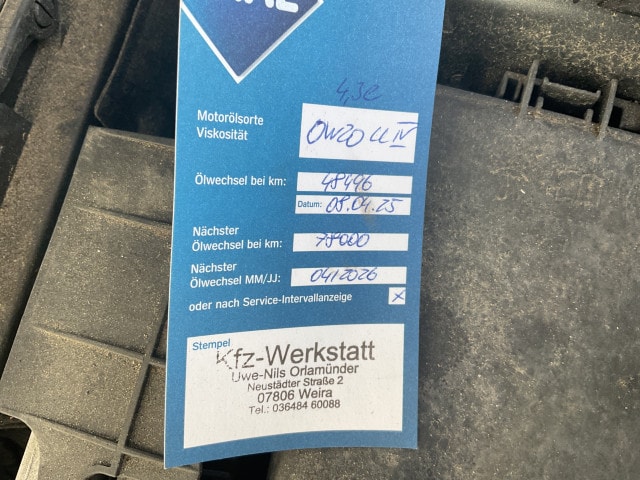 4,3l
Motorölsorte
Viskosität
0W20 LL IV
Ölwechsel bei km: 48496
Datum: 08.04.25
Nächster
Ölwechsel bei km: 78000
Nächster
Ölwechsel MM/JJ: 04/2026
oder nach Service-Intervallanzeige x
Stempel
Kfz-Werkstatt
Uwe-Nils Orlamünder
Neustädter Straße 2
07806 Weira
Tel.: 036484 60088